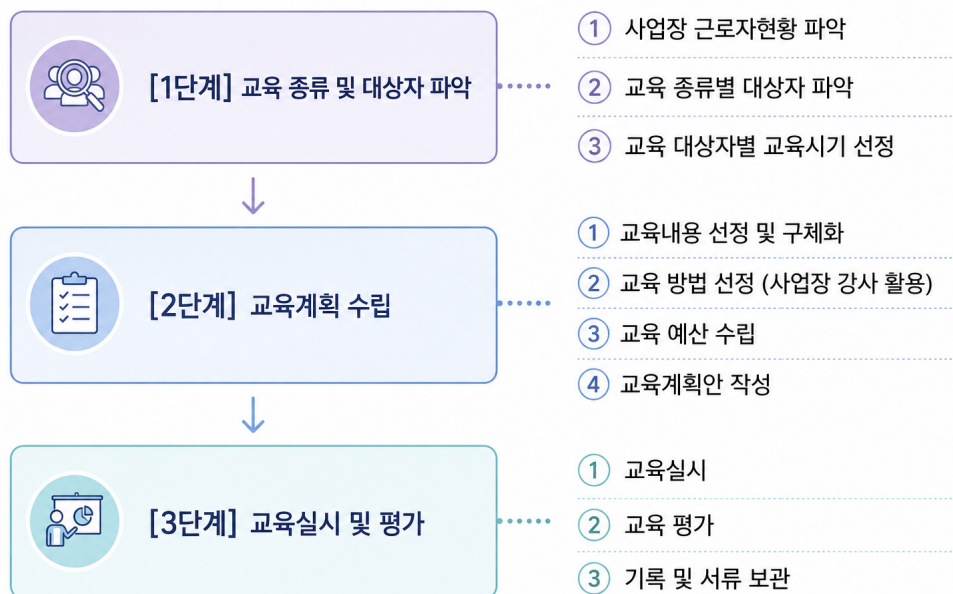 [1단계] 교육 종류 및 대상자 파악
① 사업장 근로자현황 파악
② 교육 종류별 대상자 파악
③ 교육 대상자별 교육시기 선정
[2단계] 교육계획 수립
① 교육내용 선정 및 구체화
② 교육 방법 선정 (사업장 강사 활용)
③ 교육 예산 수립
④ 교육계획안 작성
[3단계] 교육실시 및 평가
① 교육실시
② 교육 평가
③ 기록 및 서류 보관